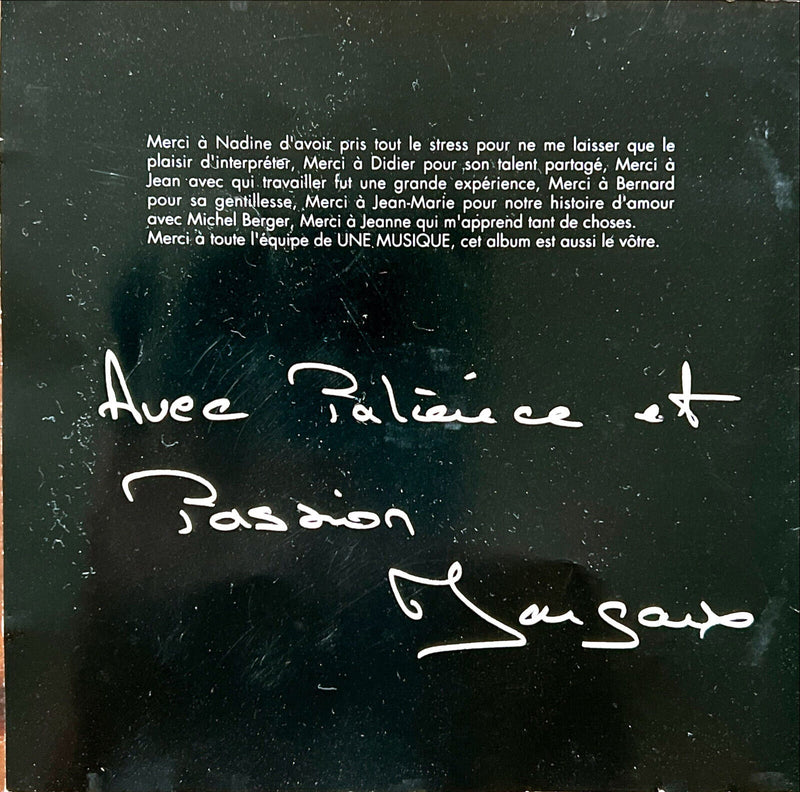 Merci à Nadine d'avoir pris tout le stress pour ne me laisser que le
plaisir d'interpréter, Merci à Didier pour son talent partagé, Merci à
Jean avec qui travailler fut une grande expérience, Merci à Bernard
pour sa gentillesse, Merci à Jean-Marie pour notre histoire d'amour
avec Michel Berger, Merci à Jeanne qui m'apprend tant de choses.
Merci à toute l'équipe de UNE MUSIQUE, cet album est aussi le vôtre.
Avec Patience et
Passion
Margaux